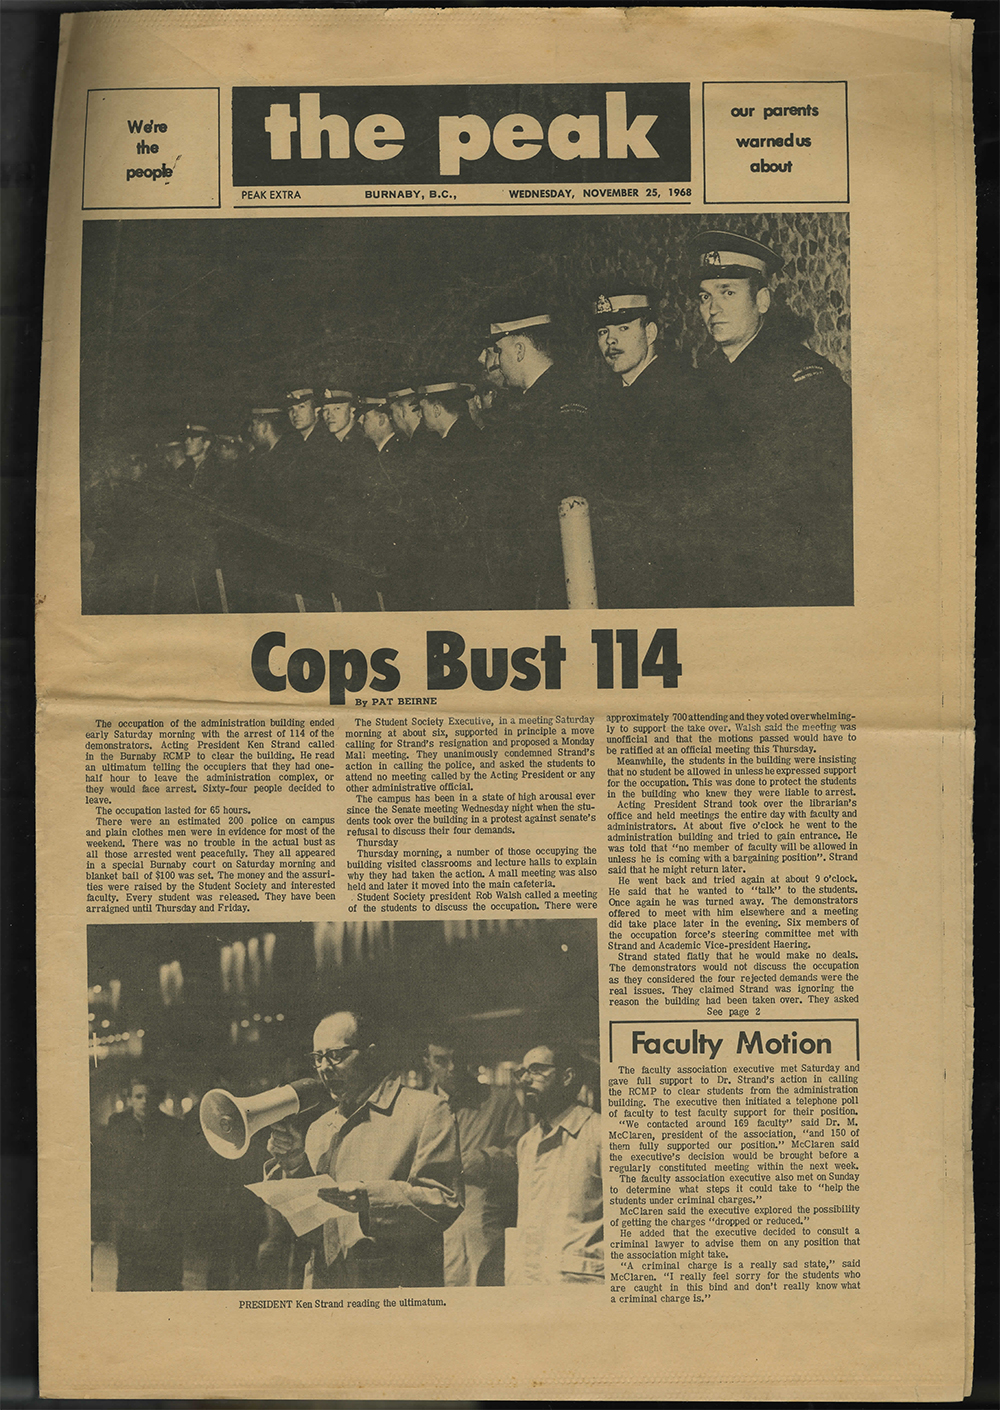 We're
the
people
the peak
our parents
warned us
about
PEAK EXTRA BURNABY, B.C., WEDNESDAY, NOVEMBER 25, 1968
Cops Bust 114
By PAT BEIRNE
The occupation of the administration building ended
early Saturday morning with the arrest of 114 of the
demonstrators. Acting President Ken Strand called
in the Burnaby RCMP to clear the building. He read
an ultimatum telling the occupiers that they had one-
half hour to leave the administration complex, or
they would face arrest. Sixty-four people decided to
leave.
The occupation lasted for 65 hours.
There were an estimated 200 police on campus
and plain clothes men were in evidence for most of the
weekend. There was no trouble in the actual bust as
all those arrested went peacefully. They all appeared
in a special Burnaby court on Saturday morning and
blanket bail of $100 was set. The money and the assuri-
ties were raised by the Student Society and interested
faculty. Every student was released. They have been
arraigned until Thursday and Friday.
The Student Society Executive, in a meeting Saturday
morning at about six, supported in principle a move
calling for Strand's resignation and proposed a Monday
Mall meeting. They unanimously condemned Strand's
action in calling the police, and asked the students to
attend no meeting called by the Acting President or any
other administrative official.
The campus has been in a state of high arousal ever
since the Senate meeting Wednesday night when the stu-
dents took over the building in a protest against senate's
refusal to discuss their four demands.
Thursday
Thursday morning, a number of those occupying the
building visited classrooms and lecture halls to explain
why they had taken the action. A mall meeting was also
held and later it moved into the main cafeteria.
Student Society president Rob Walsh called a meeting
of the students to discuss the occupation. There were
approximately 700 attending and they voted overwhelming-
ly to support the take over. Walsh said the meeting was
unofficial and that the motions passed would have to
be ratified at an official meeting this Thursday.
Meanwhile, the students in the building were insisting
that no student be allowed in unless he expressed support
for the occupation. This was done to protect the students
in the building who knew they were liable to arrest.
Acting President Strand took over the librarian's
office and held meetings the entire day with faculty and
administrators. At about five o'clock he went to the
administration building and tried to gain entrance. He
was told that "no member of faculty will be allowed in
unless he is coming with a bargaining position". Strand
said that he might return later.
He went back and tried again at about 9 o'clock.
He said that he wanted to "talk" to the students.
Once again he was turned away. The demonstrators
offered to meet with him elsewhere and a meeting
did take place later in the evening. Six members of
the occupation force's steering committee met with
Strand and Academic Vice-president Haering.
Strand stated flatly that he would make no deals.
The demonstrators would not discuss the occupation
as they considered the four rejected demands were the
real issues. They claimed Strand was ignoring the
reason the building had been taken over. They asked
See page 2
PRESIDENT Ken Strand reading the ultimatum.
Faculty Motion
The faculty association executive met Saturday and
gave full support to Dr. Strand's action in calling
the RCMP to clear students from the administration
building. The executive then initiated a telephone poll
of faculty to test faculty support for their position.
"We contacted around 169 faculty" said Dr. M.
McClaren, president of the association, "and 150 of
them fully supported our position." McClaren said
the executive's decision would be brought before a
regularly constituted meeting within the next week.
The faculty association executive also met on Sunday
to determine what steps it could take to "help the
students under criminal charges."
McClaren said the executive explored the possibility
of getting the charges "dropped or reduced."
He added that the executive decided to consult a
criminal lawyer to advise them on any position that
the association might take.
"A criminal charge is a really sad state," said
McClaren. "I really feel sorry for the students who
are caught in this bind and don't really know what
a criminal charge is."